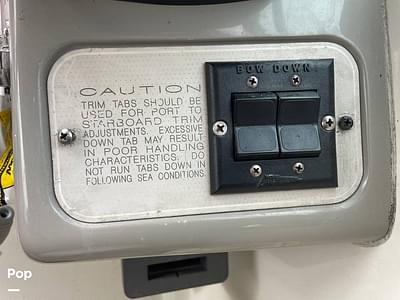 BOW DOWN
CAUTION
TRIM TABS SHOULD BE
USED FOR PORT TO
STARBOARD TRIM
ADJUSTMENTS. EXCESSIVE
DOWN TAB MAY RESULT
IN POOR HANDLING
CHARACTERISTICS. DO
NOT RUN TABS DOWN IN
FOLLOWING SEA CONDITIONS.
Pop